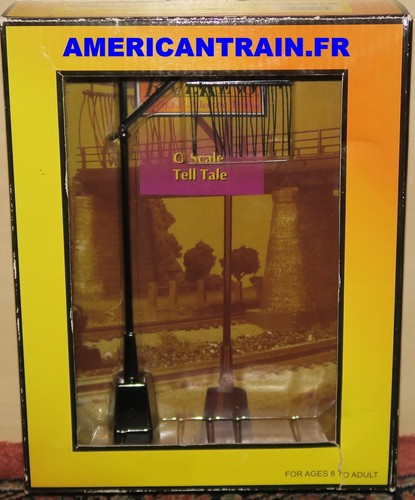 AMERICANTRAIN.FR
O Scale
Tell Tale
FOR AGES 8 TO ADULT